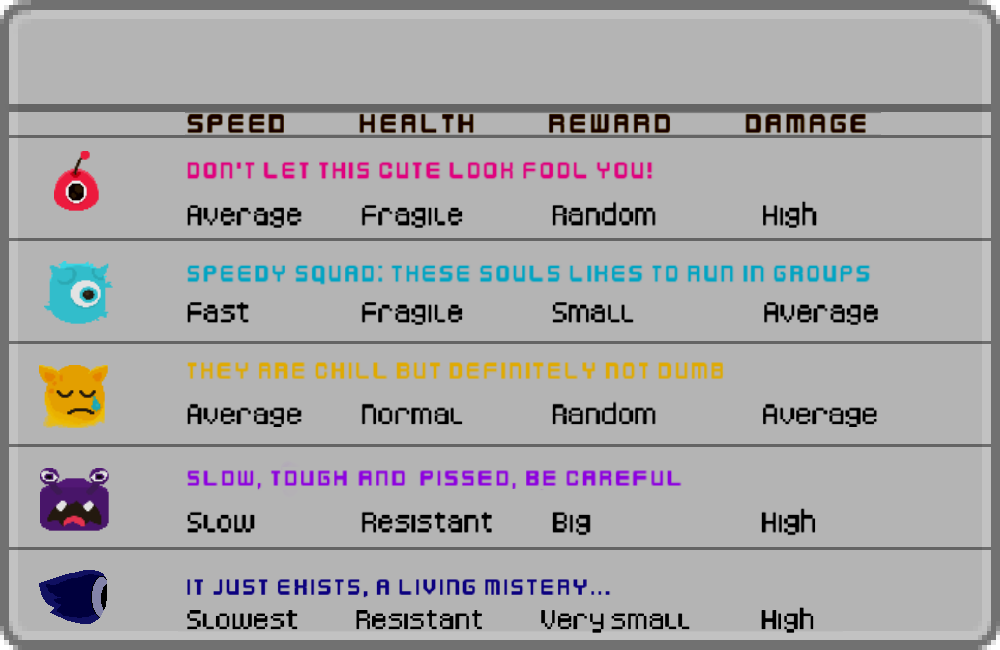 SPEED HEALTH REWARD DAMAGE
DON'T LET THIS CUTE LOOK FOOL YOU!
Average Fragile Random High
SPEEDY SQUAD: THESE SOULS LIKES TO RUN IN GROUPS
Fast Fragile Small Average
THEY ARE CHILL BUT DEFINITELY NOT DUMB
Average Normal Random Average
SLOW, TOUGH AND PISSED, BE CAREFUL
Slow Resistant Big High
IT JUST EXISTS, A LIVING MISTERY...
Slowest Resistant Very small High